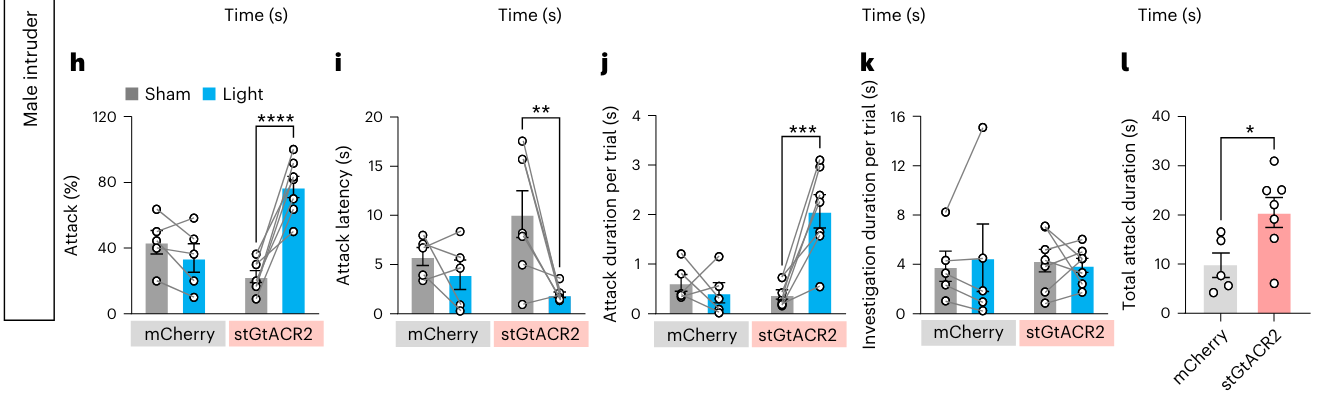 Time (s)
Time (s)
Time (s)
Time (s)
Male intruder
h
Sham
Light
Attack (%)
120
80
40
0
****
mCherry
stGtACR2
i
Attack latency (s)
20
15
10
5
0
**
mCherry
stGtACR2
j
Attack duration per trial (s)
4
3
2
1
0
***
mCherry
stGtACR2
k
Investigation duration per trial (s)
16
12
8
4
0
mCherry
stGtACR2
l
Total attack duration (s)
40
30
20
10
0
*
mCherry
stGtACR2